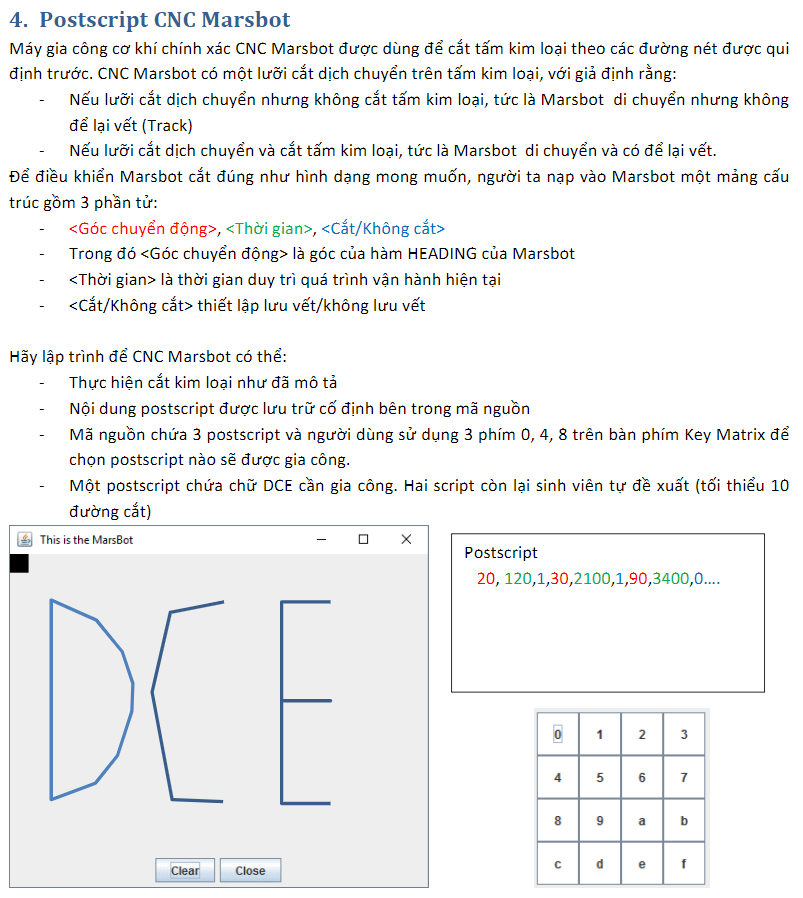 4. Postscript CNC Marsbot
Máy gia công cơ khí chính xác CNC Marsbot được dùng để cắt tấm kim loại theo các đường nét được qui
định trước. CNC Marsbot có một lưỡi cắt dịch chuyển trên tấm kim loại, với giả định rằng:
- Nếu lưỡi cắt dịch chuyển nhưng không cắt tấm kim loại, tức là Marsbot di chuyển nhưng không
để lại vết (Track)
- Nếu lưỡi cắt dịch chuyển và cắt tấm kim loại, tức là Marsbot di chuyển và có để lại vết.
Để điều khiển Marsbot cắt đúng như hình dạng mong muốn, người ta nạp vào Marsbot một mảng cấu
trúc gồm 3 phần tử:
- <Góc chuyển động>, <Thời gian>, <Cắt/Không cắt>
- Trong đó <Góc chuyển động> là góc của hàm HEADING của Marsbot
- <Thời gian> là thời gian duy trì quá trình vận hành hiện tại
- <Cắt/Không cắt> thiết lập lưu vết/không lưu vết
Hãy lập trình để CNC Marsbot có thể:
- Thực hiện cắt kim loại như đã mô tả
- Nội dung postscript được lưu trữ cố định bên trong mã nguồn
- Mã nguồn chứa 3 postscript và người dùng sử dụng 3 phím 0, 4, 8 trên bàn phím Key Matrix để
chọn postscript nào sẽ được gia công.
- Một postscript chứa chữ DCE cần gia công. Hai script còn lại sinh viên tự đề xuất (tối thiểu 10
đường cắt)
This is the MarsBot
DCE
Clear Close
Postscript
20, 120,1,30,2100,1,90,3400,0....
0 1 2 3
4 5 6 7
8 9 a b
c d e f